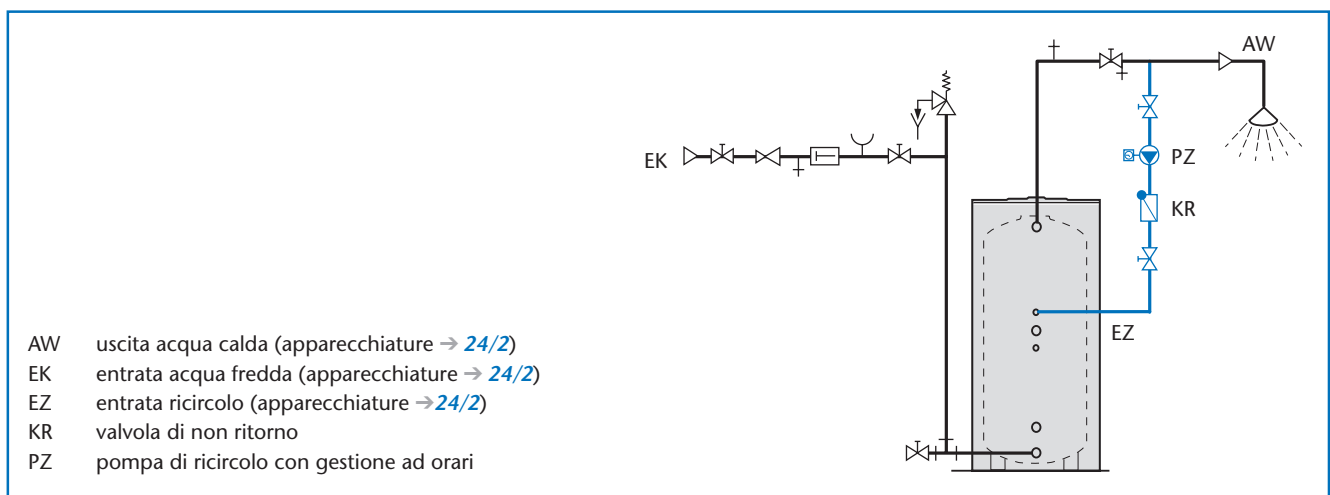 AW
EK
PZ
KR
EZ
AW uscita acqua calda (apparecchiature → 24/2)
EK entrata acqua fredda (apparecchiature → 24/2)
EZ entrata ricircolo (apparecchiature →24/2)
KR valvola di non ritorno
PZ pompa di ricircolo con gestione ad orari